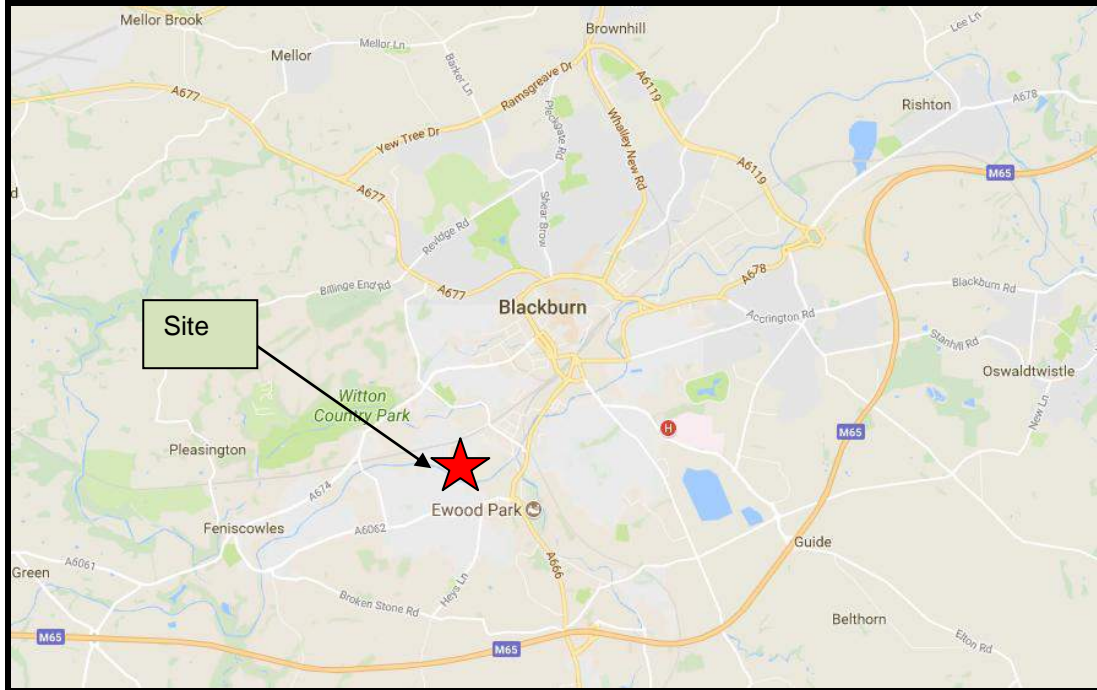 Mellor Brook
Mellor
Mellor Ln
Barker Ln
Brownhill
Lee Ln
A677
Ramsgreave Dr
Pleckgate Rd
Whalley New Rd
A6119
Rishton
A678
Yew Tree Dr
A677
A6119
M65
d
Revidge Rd
Shear Brow
A678
Billinge End Rd
A677
Blackburn
Blackburn Rd
Accrington Rd
Stanhill Rd
Site
Oswaldtwistle
New Ln
Witton
Country Park
H
M65
Pleasington
A674
Ewood Park
Feniscowles
A6062
Guide
A6061
Green
A666
Heys Ln
Broken Stone Rd
Belthorn
Elton Rd
M65
M65